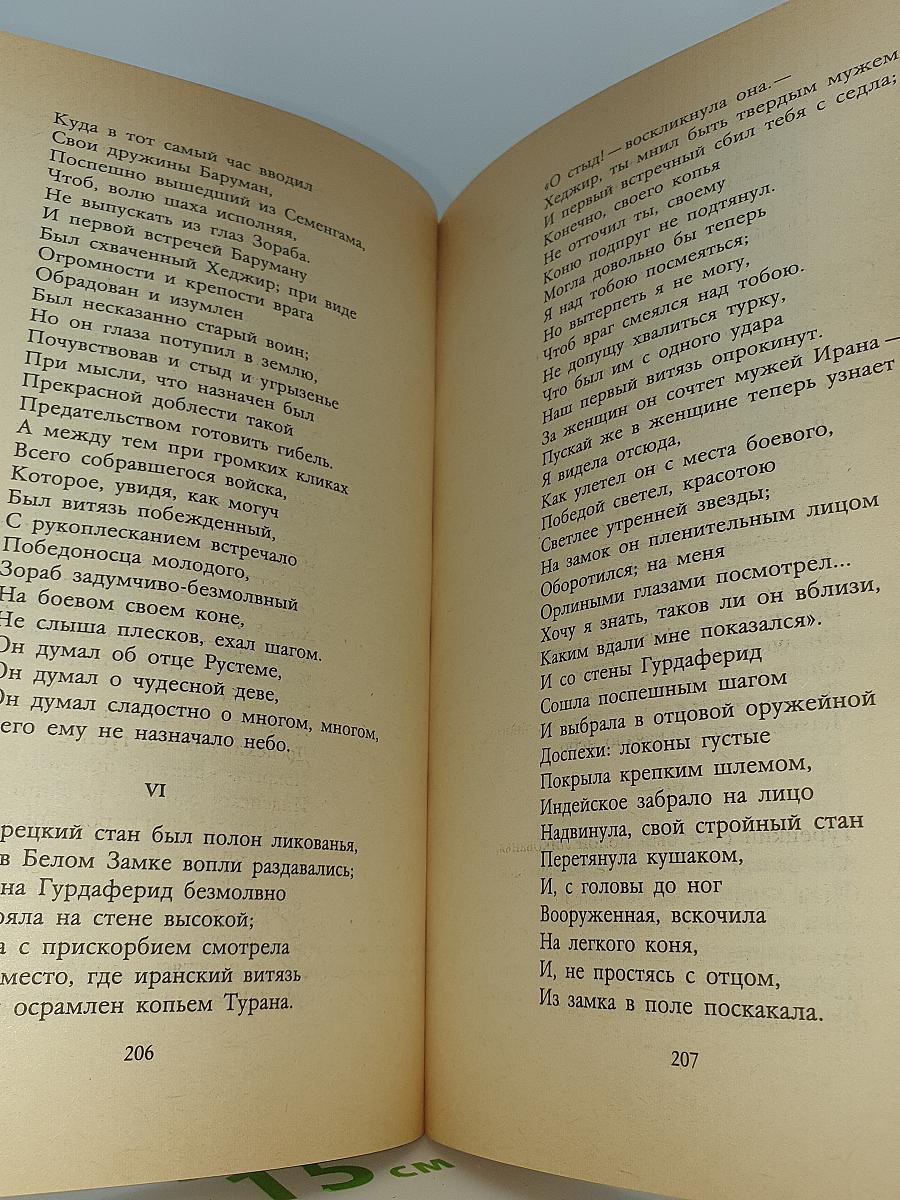 Куда в тот самый час вводил
Свои дружины Баруман,
Поспешно вышедший из Семенгама,
Чтоб, волю шаха исполняя,
Не выпускать из глаз Зораба.
И первой встречей Баруману
Был схваченный Хеджир; при виде
Огромности и крепости врага
Обрадован и изумлен
Был несказанно старый воин;
Но он глаза потупил в землю,
Почувствовав и стыд и угрызенье
При мысли, что назначен был
Прекрасной доблести такой
Предательством готовить гибель.
А между тем при громких кликах
Всего собравшегося войска,
Которое, увидя, как могуч
Был витязь побежденный,
С рукоплесканием встречало
Победоносца молодого,
Зораб задумчиво-безмолвный
На боевом своем коне,
Не слыша плесков, ехал шагом.
Он думал об отце Рустеме,
Он думал о чудесной деве,
Он думал сладостно о многом, многом,
его ему не назначало небо.
VI
рецкий стан был полон ликованья,
в Белом Замке вопли раздавались;
на Гурдаферид безмолвно
ояла на стене высокой;
а с прискорбием смотрела
место, где иранский витязь
осрамлен копьем Турана.
206
«О стыд! — воскликнула она.—
Хеджир, ты мнил быть твердым мужем
И первый встречный сбил тебя с седла;
Конечно, своего копья
Не отточил ты, своему
Коню подпруг не подтянул.
Могла довольно бы теперь
Я над тобою посмеяться;
Но вытерпеть я не могу,
Чтоб враг смеялся над тобою.
Не допущу хвалиться турку,
Что был им с одного удара
Наш первый витязь опрокинут.
За женщин он сочтет мужей Ирана —
Пускай же в женщине теперь узнает
Я видела отсюда,
Как улетел он с места боевого,
Победой светел, красотою
Светлее утренней звезды;
На замок он пленительным лицом
Оборотился; на меня
Орлиными глазами посмотрел...
Хочу я знать, таков ли он вблизи,
Каким вдали мне показался».
И со стены Гурдаферид
Сошла поспешным шагом
И выбрала в отцовой оружейной
Доспехи: локоны густые
Покрыла крепким шлемом,
Индейское забрало на лицо
Надвинула, свой стройный стан
Перетянула кушаком,
И, с головы до ног
Вооруженная, вскочила
На легкого коня,
И, не простясь с отцом,
Из замка в поле поскакала.
207
15 см